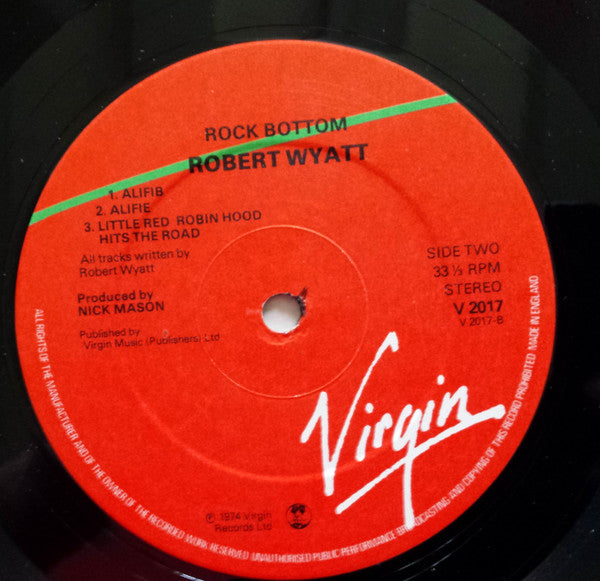 ROCK BOTTOM
ROBERT WYATT
1. ALIFIB
2. ALIFIE
3. LITTLE RED ROBIN HOOD
HITS THE ROAD
All tracks written by
Robert Wyatt
Produced by
NICK MASON
Published by
Virgin Music (Publishers) Ltd
SIDE TWO
33⅓ RPM
STEREO
V 2017
V 2017-B
Virgin
℗ 1974 Virgin
Records Ltd
ALL RIGHTS OF THE MANUFACTURER AND OF THE OWNER OF THE RECORDED WORK RESERVED UNAUTHORISED PUBLIC PERFORMANCE BROADCASTING AND COPYING OF THIS RECORD PROHIBITED MADE IN ENGLAND